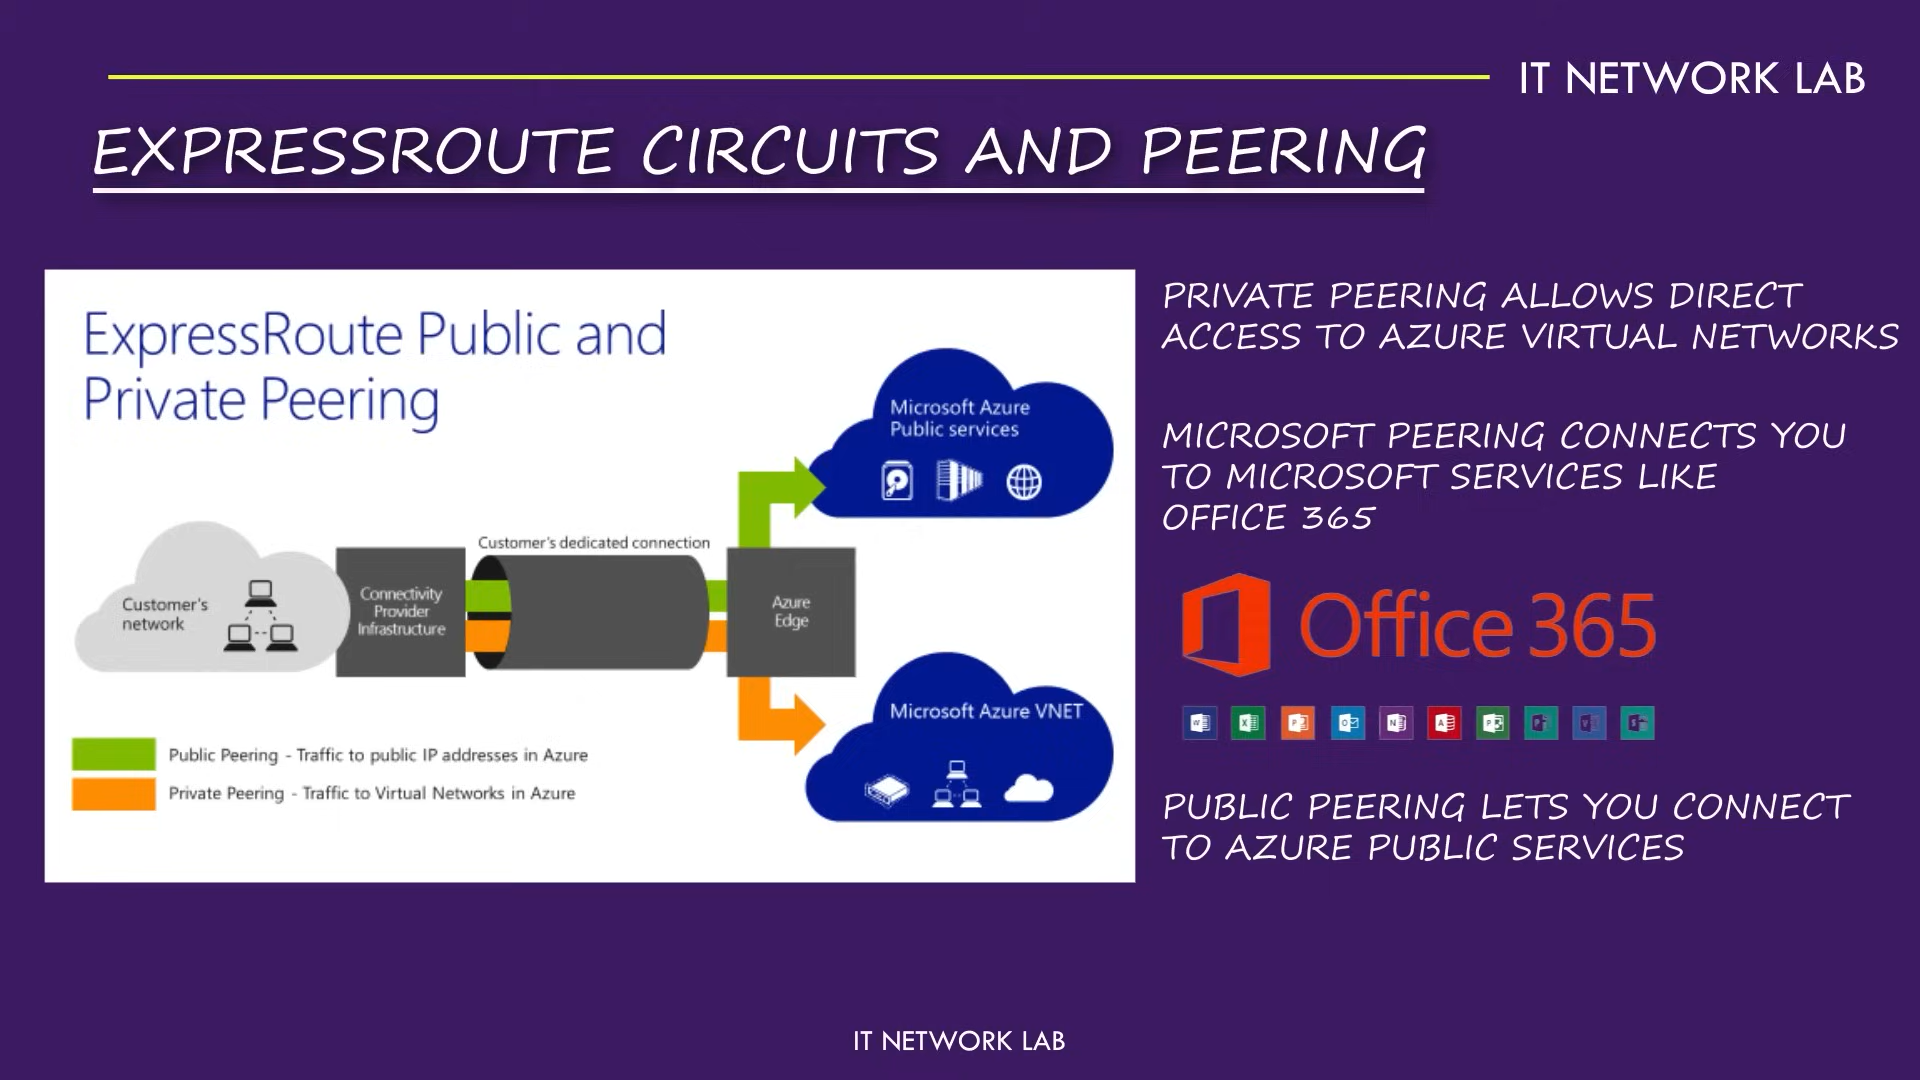 IT NETWORK LAB
EXPRESSROUTE CIRCUITS AND PEERING
ExpressRoute Public and
Private Peering
Microsoft Azure
Public services
Customer's dedicated connection
Customer's
network
Connectivity
Provider
Infrastructure
Azure
Edge
Microsoft Azure VNET
Public Peering - Traffic to public IP addresses in Azure
Private Peering - Traffic to Virtual Networks in Azure
PRIVATE PEERING ALLOWS DIRECT
ACCESS TO AZURE VIRTUAL NETWORKS
MICROSOFT PEERING CONNECTS YOU
TO MICROSOFT SERVICES LIKE
OFFICE 365
Office 365
PUBLIC PEERING LETS YOU CONNECT
TO AZURE PUBLIC SERVICES
IT NETWORK LAB